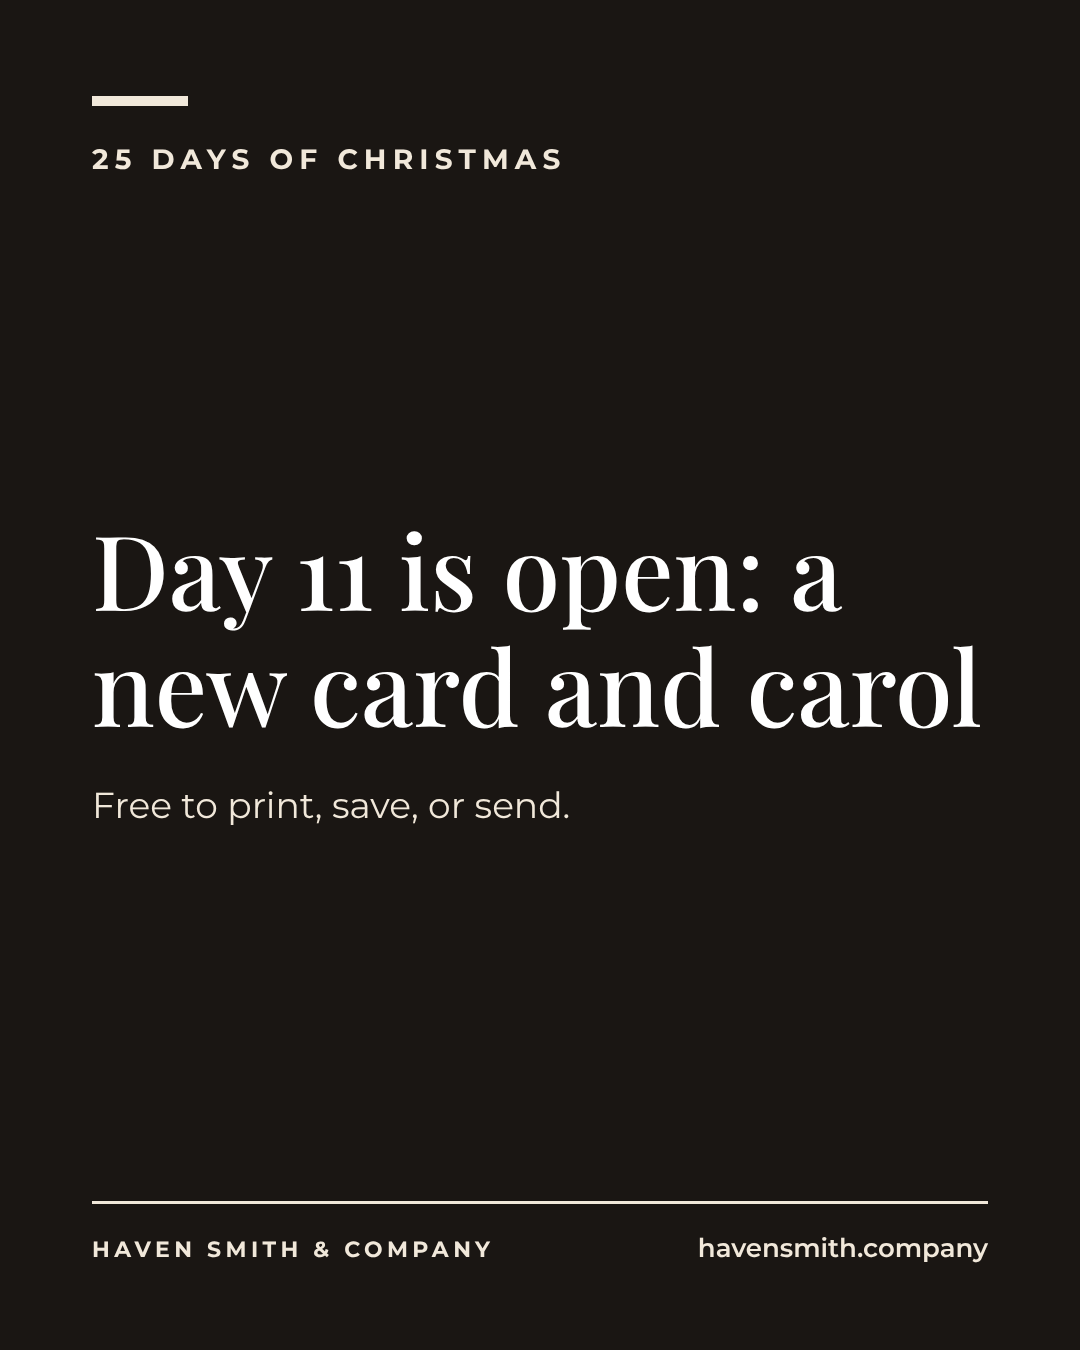 25 DAYS OF CHRISTMAS
Day 11 is open: a
new card and carol
Free to print, save, or send.
HAVEN SMITH & COMPANY
havensmith.company